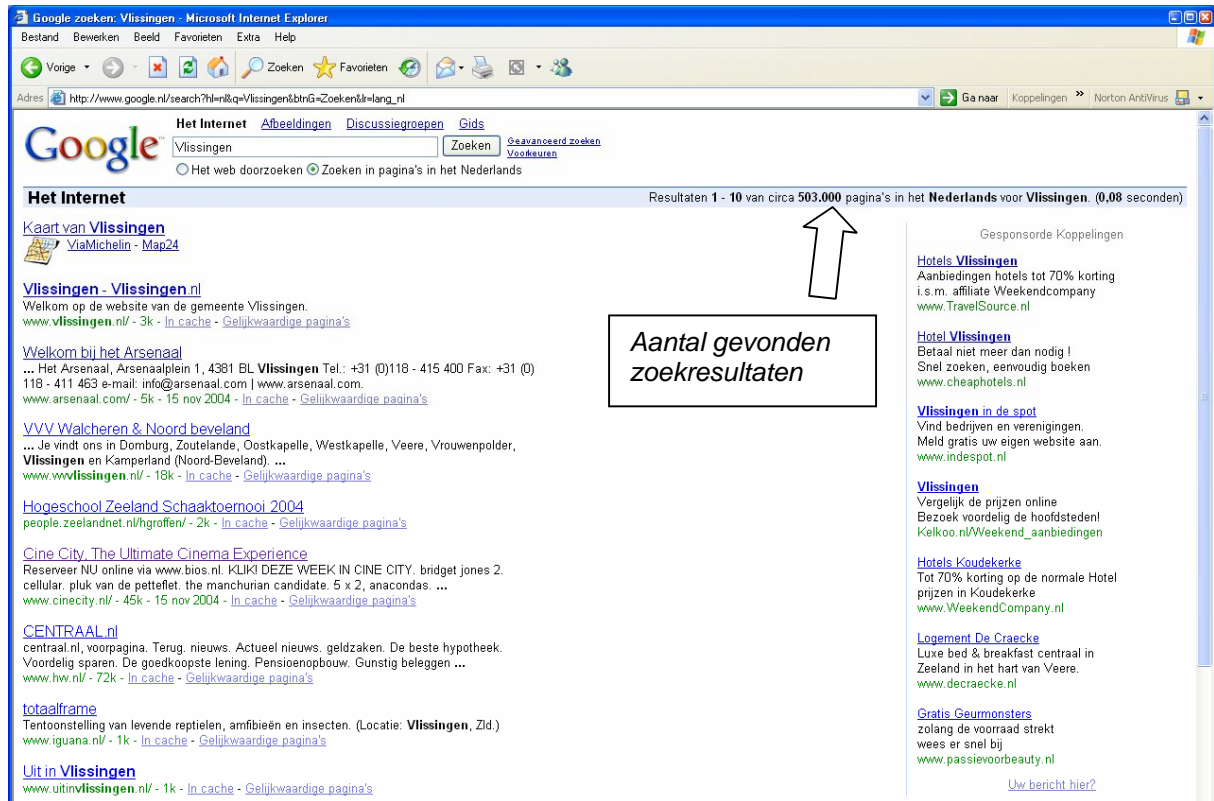 Google zoeken: Vlissingen - Microsoft Internet Explorer
Bestand Bewerken Beeld Favorieten Extra Help
Vorige Zoeken Favorieten
Adres http://www.google.nl/search?hl=nl&q=Vlissingen&btnG=Zoeken&lr=lang_nl Ga naar Koppelingen » Norton AntiVirus
Het Internet Afbeeldingen Discussiegroepen Gids
Google™ Vlissingen Zoeken Geavanceerd zoeken
Voorkeuren
Het web doorzoeken Zoeken in pagina's in het Nederlands
Het Internet Resultaten 1 - 10 van circa 503.000 pagina's in het Nederlands voor Vlissingen. (0,08 seconden)
Kaart van Vlissingen
ViaMichelin - Map24
Vlissingen - Vlissingen.nl
Welkom op de website van de gemeente Vlissingen.
www.vlissingen.nl/ - 3k - In cache - Gelijkwaardige pagina's
Welkom bij het Arsenaal
... Het Arsenaal, Arsenaalplein 1, 4381 BL Vlissingen Tel.: +31 (0)118 - 415 400 Fax: +31 (0)
118 - 411 463 e-mail: info@arsenaal.com | www.arsenaal.com.
www.arsenaal.com/ - 5k - 15 nov 2004 - In cache - Gelijkwaardige pagina's
VVV Walcheren & Noord beveland
... Je vindt ons in Domburg, Zoutelande, Oostkapelle, Westkapelle, Veere, Vrouwenpolder,
Vlissingen en Kamperland (Noord-Beveland). ...
www.vvvvlissingen.nl/ - 18k - In cache - Gelijkwaardige pagina's
Hogeschool Zeeland Schaaktoernooi 2004
people.zeelandnet.nl/hgroffen/ - 2k - In cache - Gelijkwaardige pagina's
Cine City, The Ultimate Cinema Experience
Reserveer NU online via www.bios.nl. KLIK! DEZE WEEK IN CINE CITY. bridget jones 2.
cellular. pluk van de petteflet. the manchurian candidate. 5 x 2, anacondas. ...
www.cinecity.nl/ - 45k - 15 nov 2004 - In cache - Gelijkwaardige pagina's
CENTRAAL.nl
centraal.nl, voorpagina. Terug. nieuws. Actueel nieuws. geldzaken. De beste hypotheek.
Voordelig sparen. De goedkoopste lening. Pensioenopbouw. Gunstig beleggen ...
www.hw.nl/ - 72k - In cache - Gelijkwaardige pagina's
totaalframe
Tentoonstelling van levende reptielen, amfibieën en insecten. (Locatie: Vlissingen, Zld.)
www.iguana.nl/ - 1k - In cache - Gelijkwaardige pagina's
Uit in Vlissingen
www.uitinvlissingen.nl/ - 1k - In cache - Gelijkwaardige pagina's
Aantal gevonden
zoekresultaten
Gesponsorde Koppelingen
Hotels Vlissingen
Aanbiedingen hotels tot 70% korting
i.s.m. affiliate Weekendcompany
www.TravelSource.nl
Hotel Vlissingen
Betaal niet meer dan nodig !
Snel zoeken, eenvoudig boeken
www.cheaphotels.nl
Vlissingen in de spot
Vind bedrijven en verenigingen.
Meld gratis uw eigen website aan.
www.indespot.nl
Vlissingen
Vergelijk de prijzen online
Bezoek voordelig de hoofdsteden!
Kelkoo.nl/Weekend_aanbiedingen
Hotels Koudekerke
Tot 70% korting op de normale Hotel
prijzen in Koudekerke
www.WeekendCompany.nl
Logement De Craecke
Luxe bed & breakfast centraal in
Zeeland in het hart van Veere.
www.decraecke.nl
Gratis Geurmonsters
zolang de voorraad strekt
wees er snel bij
www.passievoorbeauty.nl
Uw bericht hier?